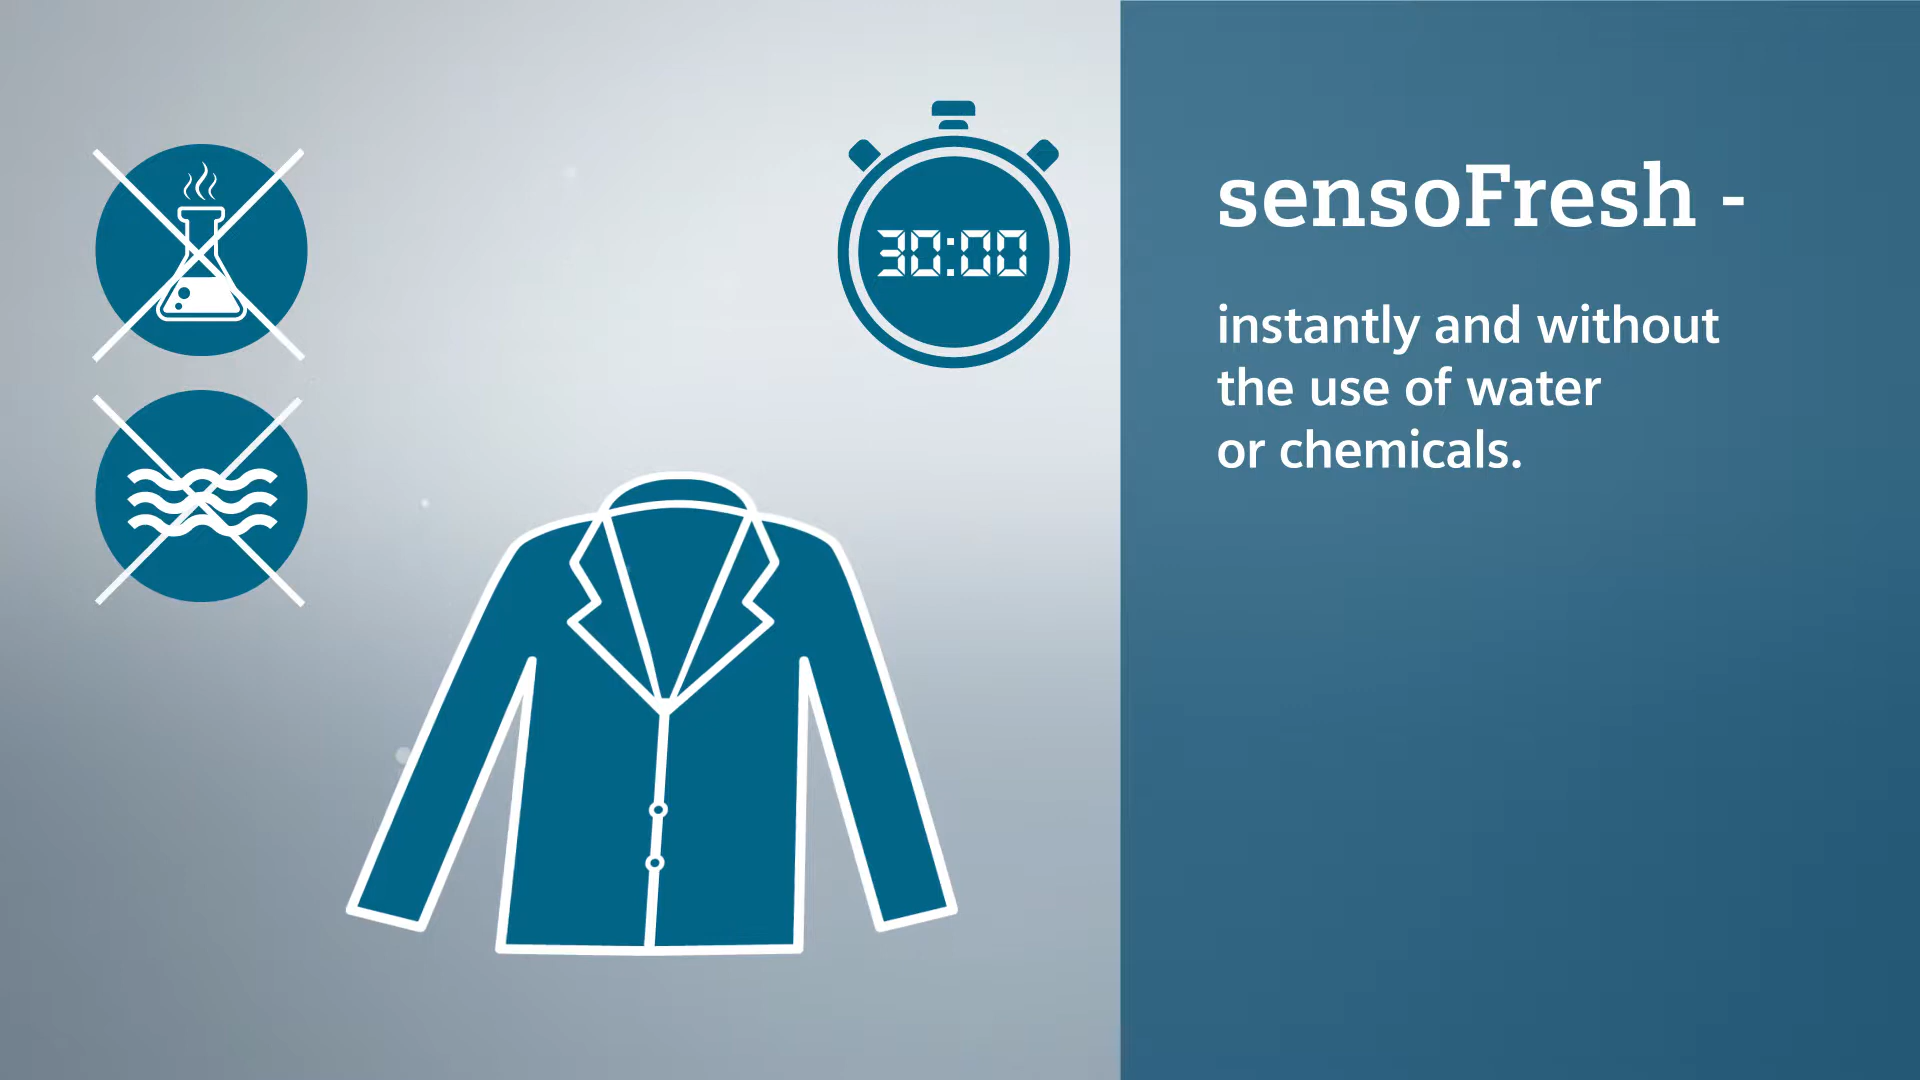 30:00
sensoFresh -
instantly and without
the use of water
or chemicals.